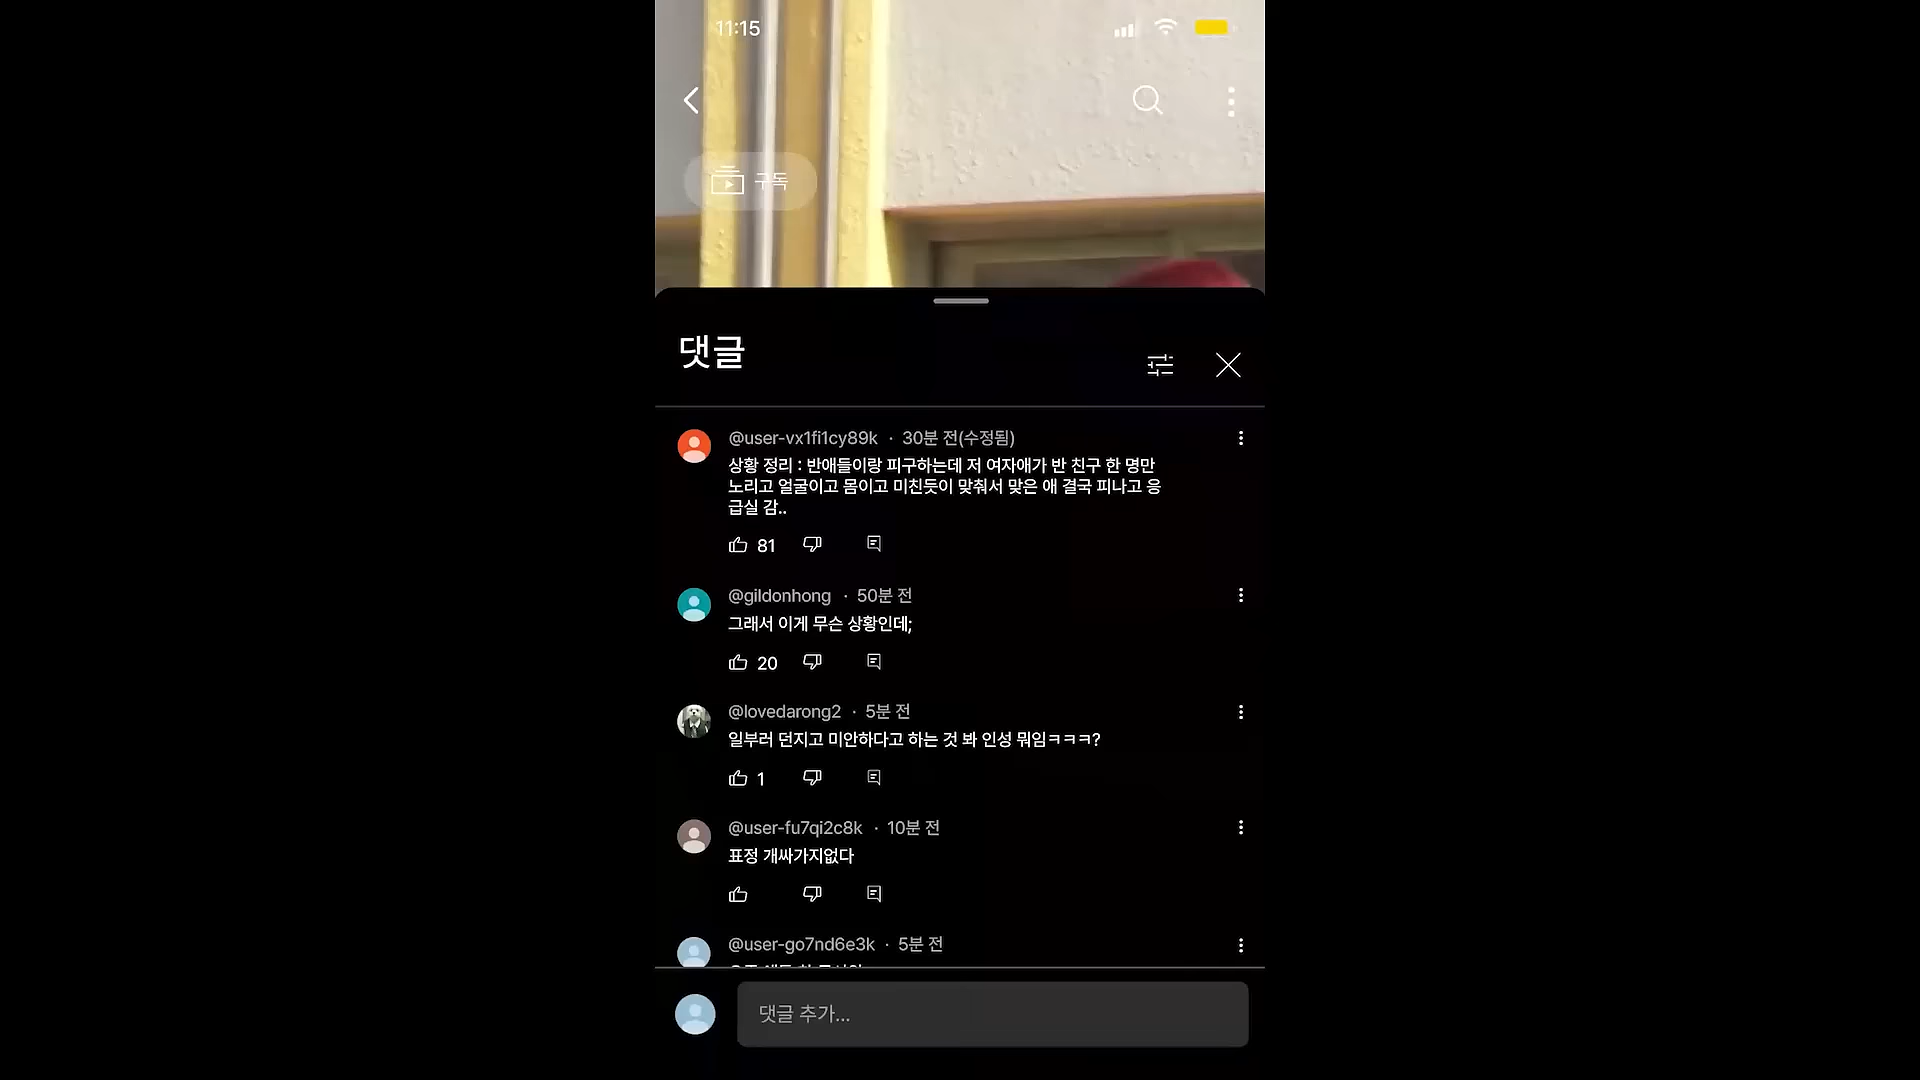 11:15
구독
댓글
@user-vx1fi1cy89k · 30분 전(수정됨)
상황 정리 : 반애들이랑 피구하는데 저 여자애가 반 친구 한 명만
노리고 얼굴이고 몸이고 미친듯이 맞춰서 맞은 애 결국 피나고 응
급실 감..
81
@gildonhong · 50분 전
그래서 이게 무슨 상황인데;
20
@lovedarong2 · 5분 전
일부러 던지고 미안하다고 하는 것 봐 인성 뭐임ㅋㅋㅋ?
1
@user-fu7qi2c8k · 10분 전
표정 개싸가지없다
@user-go7nd6e3k · 5분 전
댓글 추가...